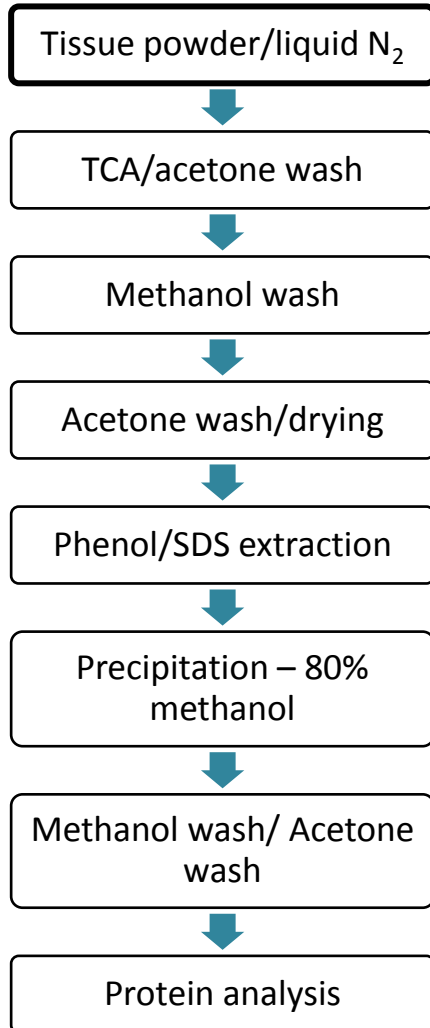 Tissue powder/liquid N₂
TCA/acetone wash
Methanol wash
Acetone wash/drying
Phenol/SDS extraction
Precipitation – 80%
methanol
Methanol wash/ Acetone
wash
Protein analysis